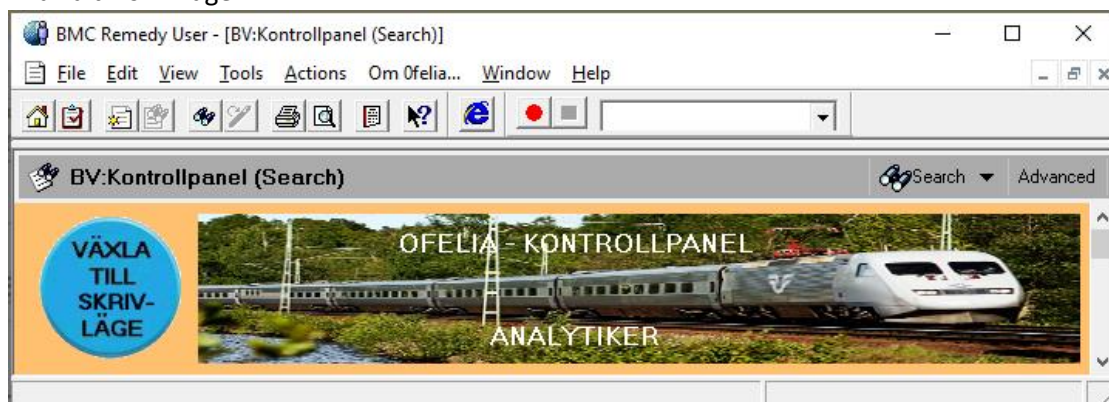 BMC Remedy User - [BV:Kontrollpanel (Search)]
File Edit View Tools Actions Om 0felia... Window Help
BV:Kontrollpanel (Search)
Search Advanced
VÄXLA
TILL
SKRIV-
LÄGE
OFELIA - KONTROLLPANEL
ANALYTIKER